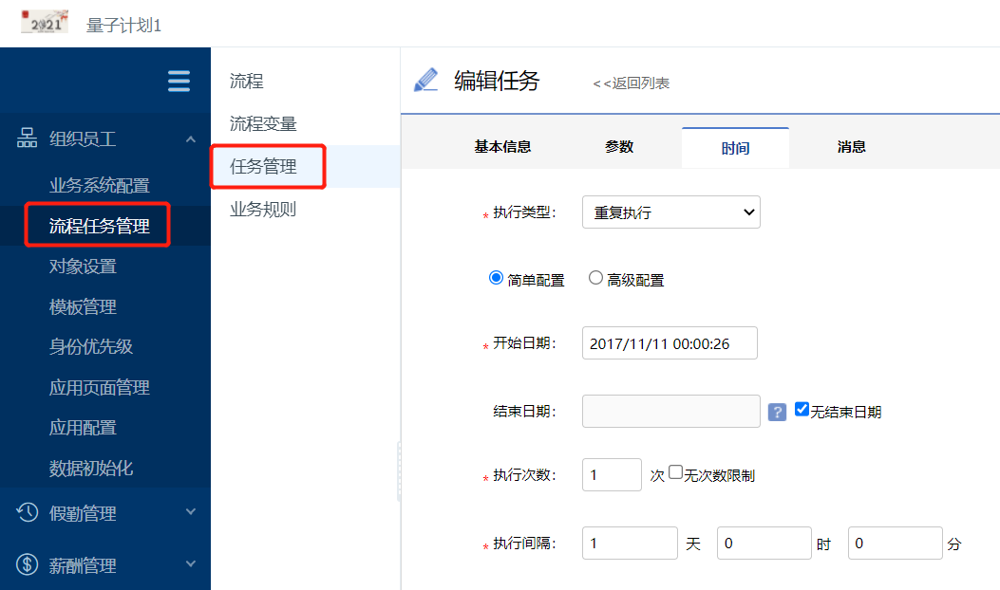 2021 量子计划1
组织员工
业务系统配置
流程任务管理
对象设置
模板管理
身份优先级
应用页面管理
应用配置
数据初始化
假勤管理
薪酬管理
流程
流程变量
任务管理
业务规则
编辑任务 <<返回列表
基本信息 参数 时间 消息
* 执行类型: 重复执行
简单配置 高级配置
* 开始日期: 2017/11/11 00:00:26
结束日期: ? 无结束日期
* 执行次数: 1 次 无次数限制
* 执行间隔: 1 天 0 时 0 分